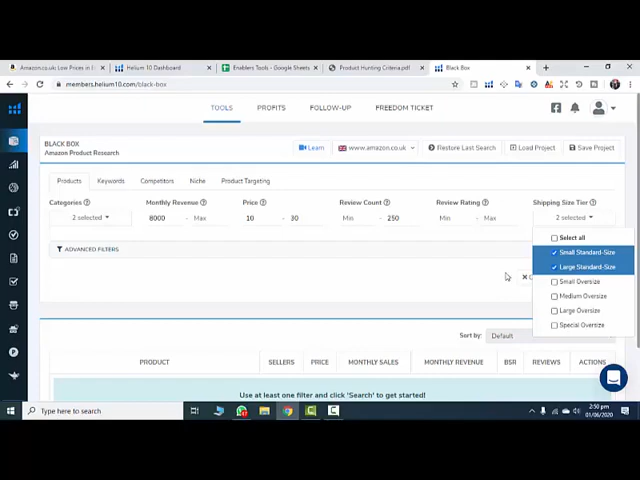 Amazon.co.uk: Low Prices in
Helium 10 Dashboard
Enablers Tools - Google Sheets
Product Hunting Criteria.pdf
Black Box
members.helium10.com/black-box
TOOLS
PROFITS
FOLLOW-UP
FREEDOM TICKET
BLACK BOX
Amazon Product Research
Learn
www.amazon.co.uk
Restore Last Search
Load Project
Save Project
Products
Keywords
Competitors
Niche
Product Targeting
Categories
Monthly Revenue
Price
Review Count
Review Rating
Shipping Size Tier
2 selected
8000 - Max
10 - 30
Min - 250
Min - Max
2 selected
Select all
Small Standard-Size
Large Standard-Size
Small Oversize
Medium Oversize
Large Oversize
Special Oversize
ADVANCED FILTERS
Sort by: Default
PRODUCT
SELLERS
PRICE
MONTHLY SALES
MONTHLY REVENUE
BSR
REVIEWS
ACTIONS
Use at least one filter and click 'Search' to get started!
Type here to search
2:50 pm
01/06/2020